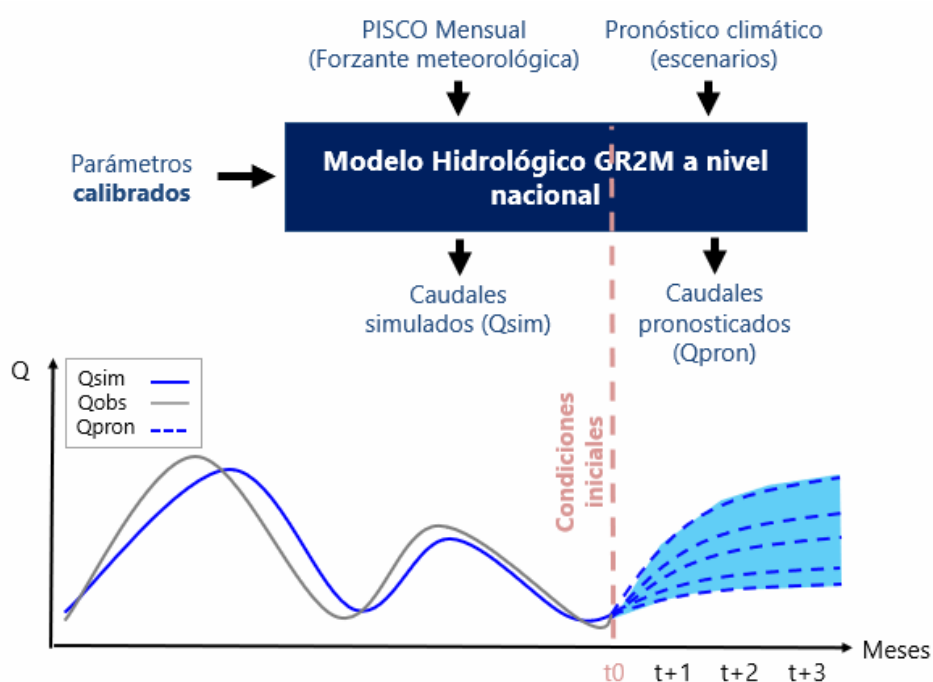 PISCO Mensual
(Forzante meteorológica)
Pronóstico climático
(escenarios)
Parámetros
calibrados
Modelo Hidrológico GR2M a nivel
nacional
Caudales
simulados (Qsim)
Caudales
pronosticados
(Qpron)
Q
Qsim
Qobs
Qpron
Condiciones
iniciales
Meses
t0
t+1
t+2
t+3